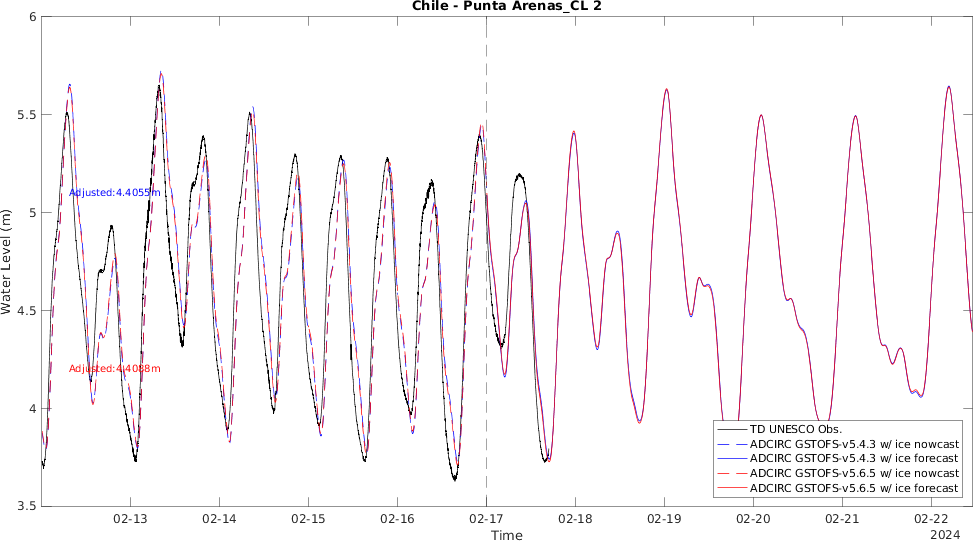 Chile - Punta Arenas_CL 2
Water Level (m)
6
5.5
5
4.5
4
3.5
Adjusted:4.4055m
Adjusted:4.4088m
TD UNESCO Obs.
ADCIRC GSTOFS-v5.4.3 w/ ice nowcast
ADCIRC GSTOFS-v5.4.3 w/ ice forecast
ADCIRC GSTOFS-v5.6.5 w/ ice nowcast
ADCIRC GSTOFS-v5.6.5 w/ ice forecast
02-13 02-14 02-15 02-16 02-17 02-18 02-19 02-20 02-21 02-22
Time
2024